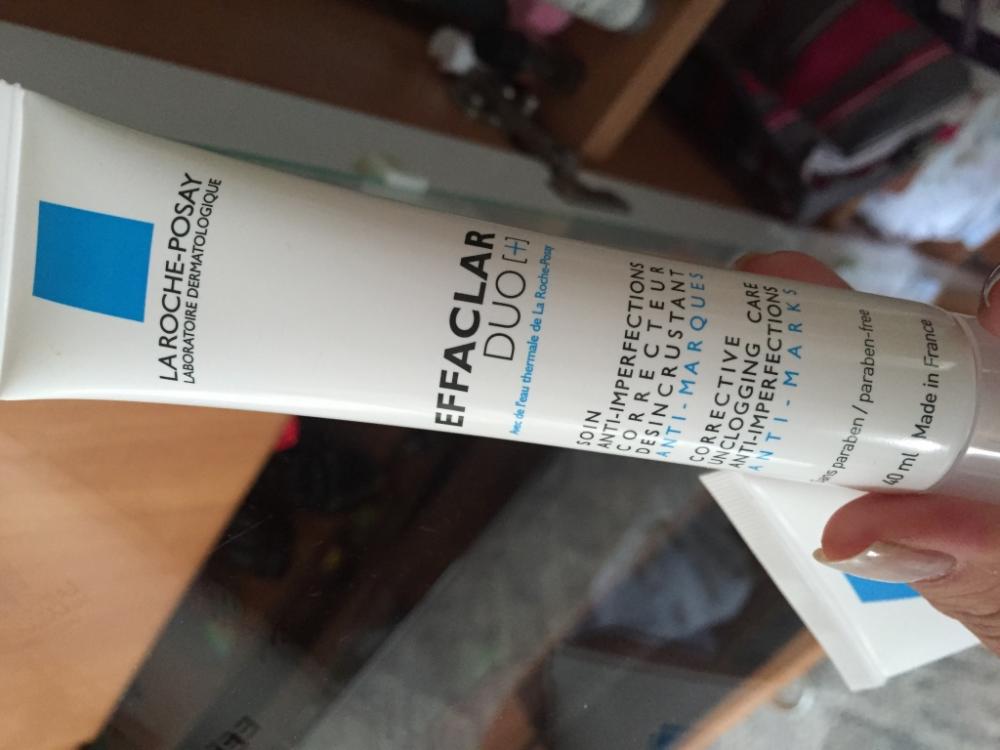 LA ROCHE-POSAY
LABORATOIRE DERMATOLOGIQUE
EFFACLAR
DUO [+]
Avec de l'eau thermale de La Roche-Posay
SOIN
ANTI-IMPERFECTIONS
CORRECTEUR
DESINCRUSTANT
ANTI-MARQUES
CORRECTIVE
UNCLOGGING CARE
ANTI-IMPERFECTIONS
ANTI-MARKS
Sans paraben / paraben-free
40 ml Made in France